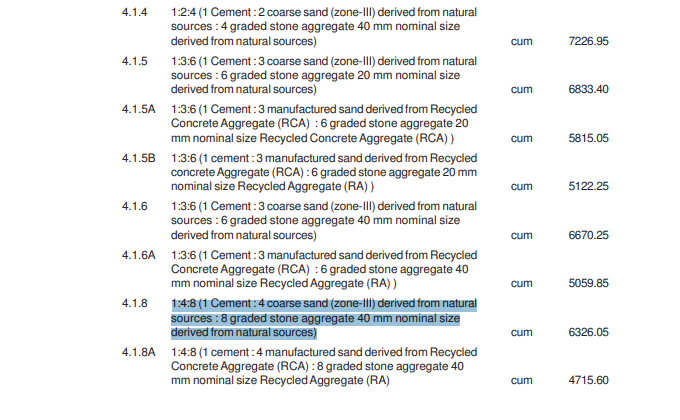 4.1.4 1:2:4 (1 Cement : 2 coarse sand (zone-III) derived from natural
sources : 4 graded stone aggregate 40 mm nominal size
derived from natural sources) cum 7226.95
4.1.5 1:3:6 (1 Cement : 3 coarse sand (zone-III) derived from natural
sources : 6 graded stone aggregate 20 mm nominal size
derived from natural sources) cum 6833.40
4.1.5A 1:3:6 (1 Cement : 3 manufactured sand derived from Recycled
Concrete Aggregate (RCA) : 6 graded stone aggregate 20
mm nominal size Recycled Concrete Aggregate (RCA) ) cum 5815.05
4.1.5B 1:3:6 (1 cement : 3 manufactured sand derived from Recycled
concrete Aggregate (RCA) : 6 graded stone aggregate 20 mm
nominal size Recycled Aggregate (RA) ) cum 5122.25
4.1.6 1:3:6 (1 Cement : 3 coarse sand (zone-III) derived from natural
sources : 6 graded stone aggregate 40 mm nominal size
derived from natural sources) cum 6670.25
4.1.6A 1:3:6 (1 Cement : 3 manufactured sand derived from Recycled
Concrete Aggregate (RCA) : 6 graded stone aggregate 40
mm nominal size Recycled Aggregate (RA) ) cum 5059.85
4.1.8 1:4:8 (1 Cement : 4 coarse sand (zone-III) derived from natural
sources : 8 graded stone aggregate 40 mm nominal size
derived from natural sources) cum 6326.05
4.1.8A 1:4:8 (1 cement : 4 manufactured sand derived from Recycled
Concrete Aggregate (RCA) : 8 graded stone aggregate 40
mm nominal size Recycled Aggregate (RA) cum 4715.60